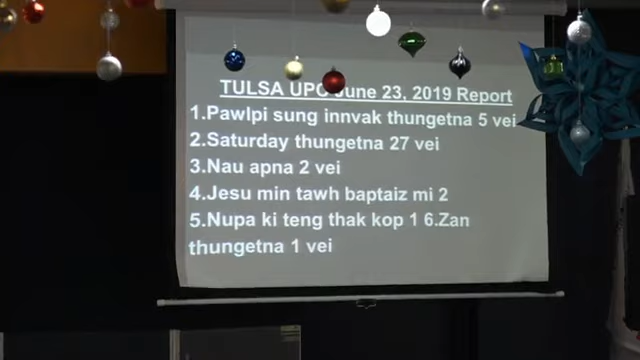 TULSA UPC June 23, 2019 Report
1.Pawlpi sung innvak thungetna 5 vei
2.Saturday thungetna 27 vei
3.Nau apna 2 vei
4.Jesu min tawh baptaiz mi 2
5.Nupa ki teng thak kop 1 6.Zan
thungetna 1 vei